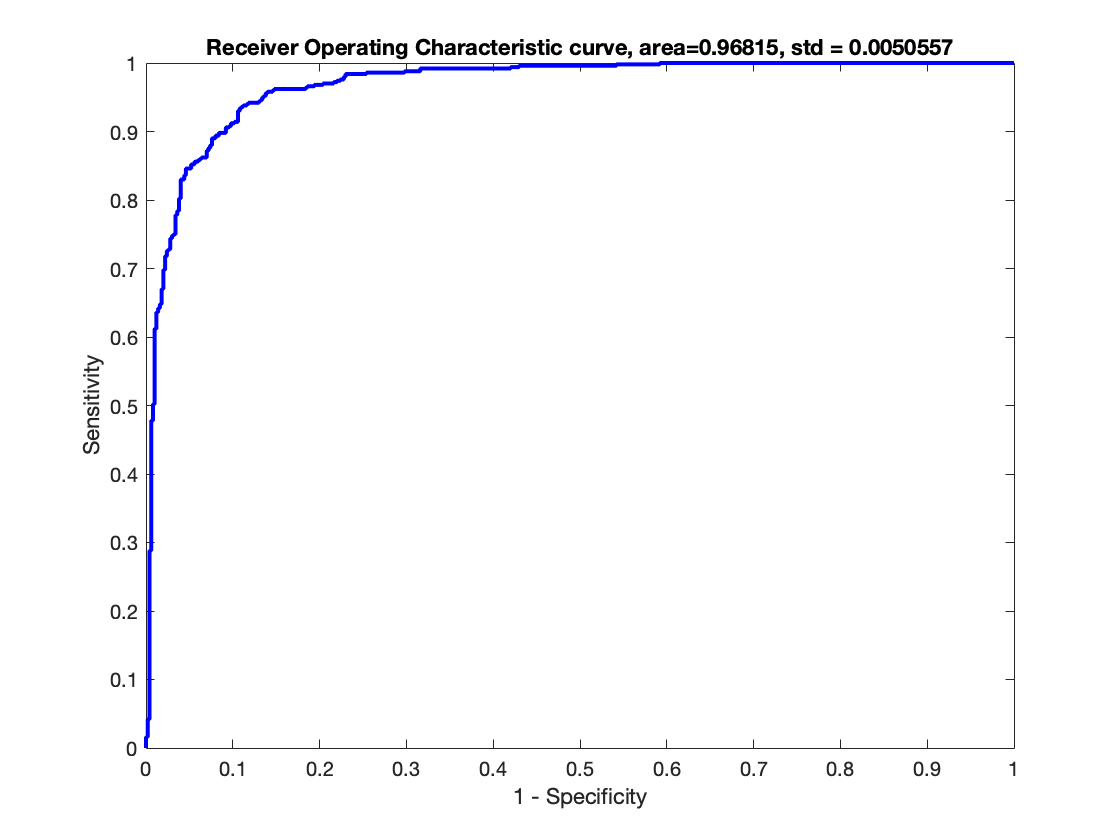 Receiver Operating Characteristic curve, area=0.96815, std = 0.0050557
1
0.9
0.8
0.7
0.6
0.5
0.4
0.3
0.2
0.1
0
Sensitivity
0 0.1 0.2 0.3 0.4 0.5 0.6 0.7 0.8 0.9 1
1 - Specificity